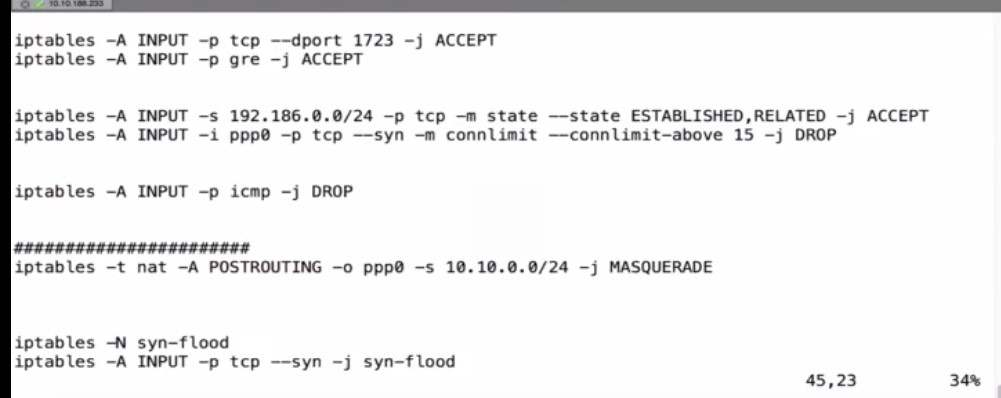 10.10.188.233
iptables -A INPUT -p tcp --dport 1723 -j ACCEPT
iptables -A INPUT -p gre -j ACCEPT
iptables -A INPUT -s 192.186.0.0/24 -p tcp -m state --state ESTABLISHED,RELATED -j ACCEPT
iptables -A INPUT -i ppp0 -p tcp --syn -m connlimit --connlimit-above 15 -j DROP
iptables -A INPUT -p icmp -j DROP
#######################
iptables -t nat -A POSTROUTING -o ppp0 -s 10.10.0.0/24 -j MASQUERADE
iptables -N syn-flood
iptables -A INPUT -p tcp --syn -j syn-flood
45,23 34%